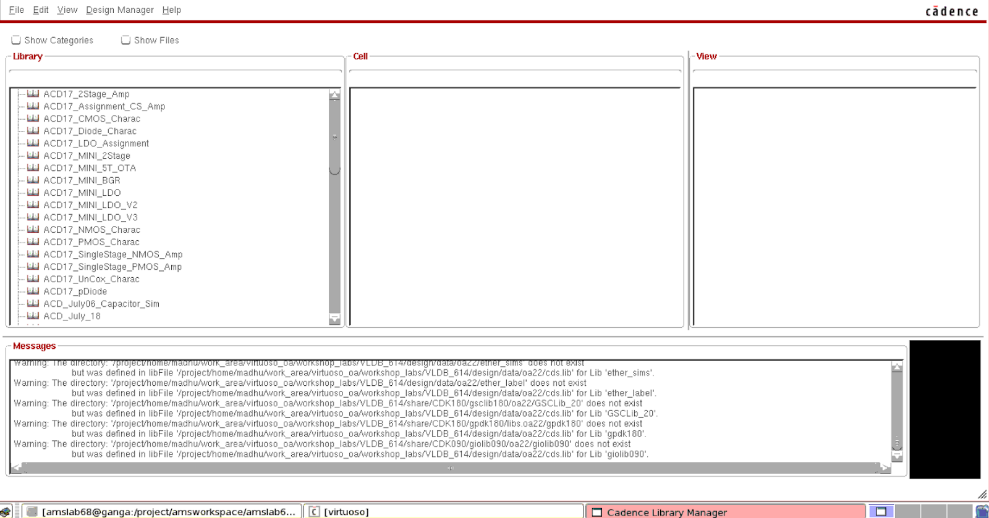 File Edit View Design Manager Help
cādence
Show Categories Show Files
Library
Cell
View
ACD17_2Stage_Amp
ACD17_Assignment_CS_Amp
ACD17_CMOS_Charac
ACD17_Diode_Charac
ACD17_LDO_Assignment
ACD17_MINI_2Stage
ACD17_MINI_5T_OTA
ACD17_MINI_BGR
ACD17_MINI_LDO
ACD17_MINI_LDO_V2
ACD17_MINI_LDO_V3
ACD17_NMOS_Charac
ACD17_PMOS_Charac
ACD17_SingleStage_NMOS_Amp
ACD17_SingleStage_PMOS_Amp
ACD17_UnCox_Charac
ACD17_pDiode
ACD_July06_Capacitor_Sim
ACD_July_18
Messages
Warning: The directory: '/project/home/madhu/work_area/virtuoso_oa/workshop_labs/VLDB_614/design/data/oa22/ether_sims' does not exist
but was defined in libFile '/project/home/madhu/work_area/virtuoso_oa/workshop_labs/VLDB_614/design/data/oa22/cds.lib' for Lib 'ether_sims'.
Warning: The directory: '/project/home/madhu/work_area/virtuoso_oa/workshop_labs/VLDB_614/design/data/oa22/ether_label' does not exist
but was defined in libFile '/project/home/madhu/work_area/virtuoso_oa/workshop_labs/VLDB_614/design/data/oa22/cds.lib' for Lib 'ether_label'.
Warning: The directory: '/project/home/madhu/work_area/virtuoso_oa/workshop_labs/VLDB_614/share/CDK180/gsclib180/oa22/GSCLib_20' does not exist
but was defined in libFile '/project/home/madhu/work_area/virtuoso_oa/workshop_labs/VLDB_614/design/data/oa22/cds.lib' for Lib 'GSCLib_20'.
Warning: The directory: '/project/home/madhu/work_area/virtuoso_oa/workshop_labs/VLDB_614/share/CDK180/gpdk180/libs.oa22/gpdk180' does not exist
but was defined in libFile '/project/home/madhu/work_area/virtuoso_oa/workshop_labs/VLDB_614/design/data/oa22/cds.lib' for Lib 'gpdk180'.
Warning: The directory: '/project/home/madhu/work_area/virtuoso_oa/workshop_labs/VLDB_614/share/CDK090/giolib090/oa22/giolib090' does not exist
but was defined in libFile '/project/home/madhu/work_area/virtuoso_oa/workshop_labs/VLDB_614/design/data/oa22/cds.lib' for Lib 'giolib090'.
[amslab68@ganga:/project/amsworkspace/amslab6... C [virtuoso] Cadence Library Manager